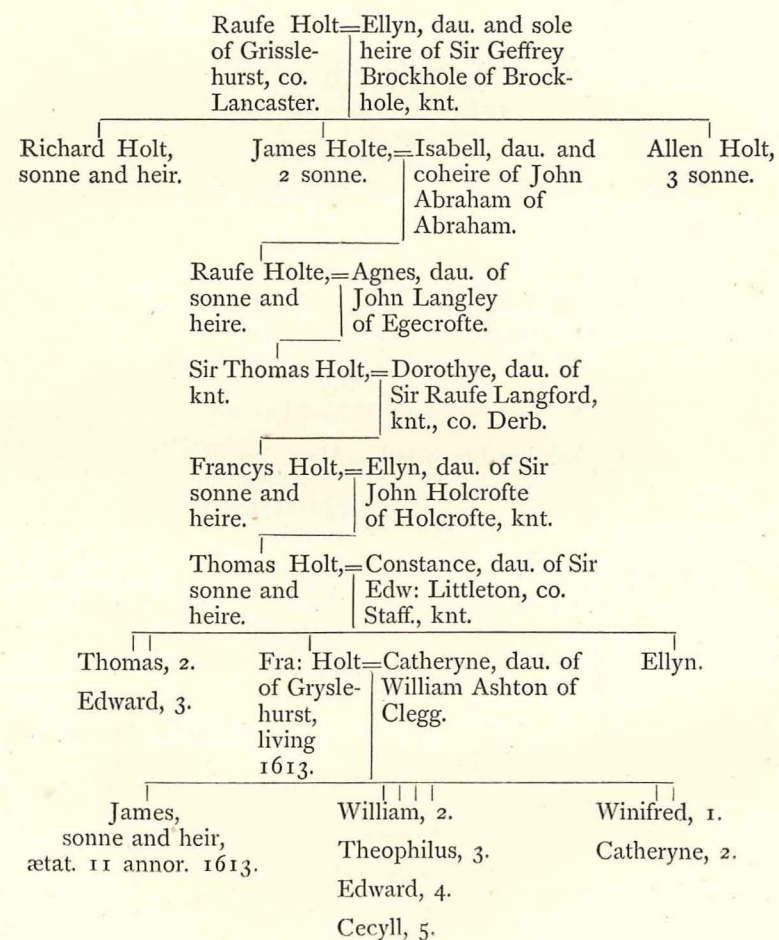 Raufe Holt=Ellyn, dau. and sole
of Grissle- heire of Sir Geffrey
hurst, co. Brockhole of Brock-
Lancaster. hole, knt.
Richard Holt,
sonne and heir.
James Holte,=Isabell, dau. and
2 sonne. coheire of John
Abraham of
Abraham.
Allen Holt,
3 sonne.
Raufe Holte,=Agnes, dau. of
sonne and John Langley
heire. of Egecrofte.
Sir Thomas Holt,=Dorothye, dau. of
knt. Sir Raufe Langford,
knt., co. Derb.
Francys Holt,=Ellyn, dau. of Sir
sonne and John Holcrofte
heire. of Holcrofte, knt.
Thomas Holt,=Constance, dau. of Sir
sonne and Edw: Littleton, co.
heire. Staff., knt.
Thomas, 2.
Edward, 3.
Fra: Holt=Catheryne, dau. of
of Grysle- William Ashton of
hurst, Clegg.
living
1613.
Ellyn.
James,
sonne and heir,
ætat. 11 annor. 1613.
William, 2.
Theophilus, 3.
Edward, 4.
Cecyll, 5.
Winifred, 1.
Catheryne, 2.